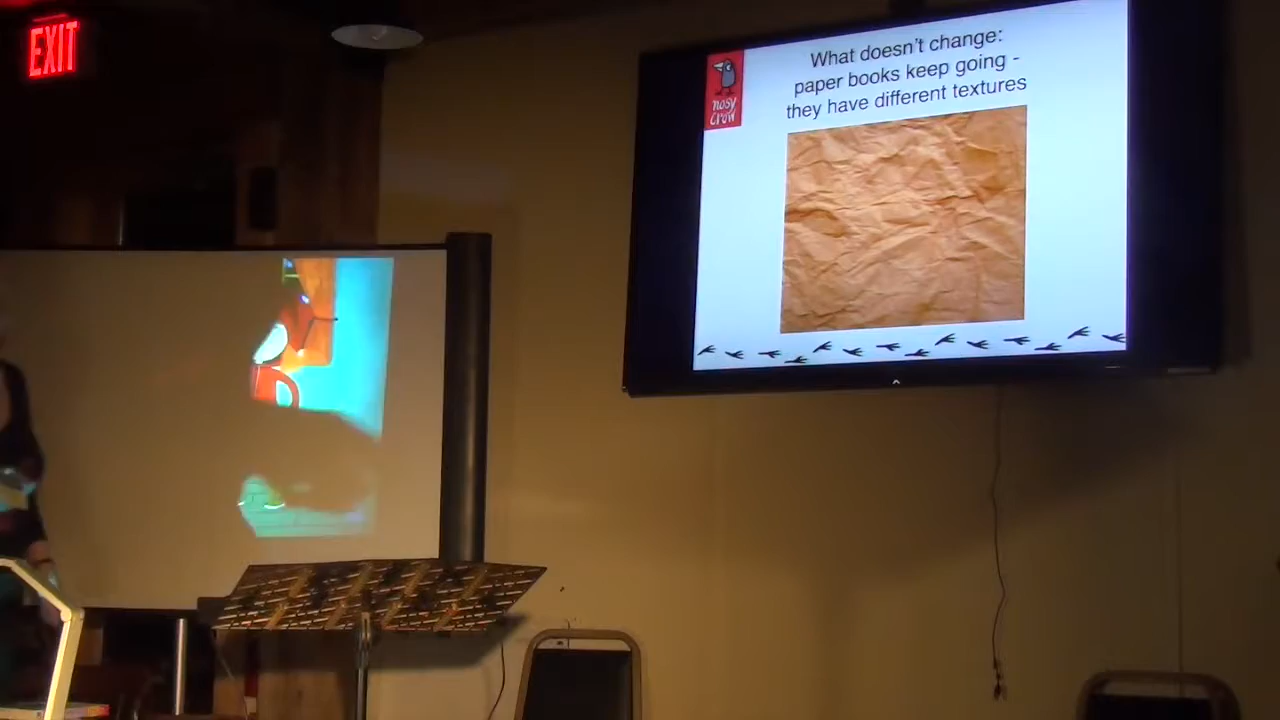 EXIT
What doesn't change:
paper books keep going -
they have different textures
nosy
crow